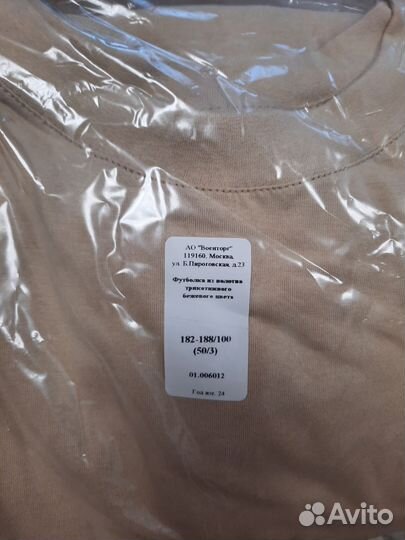 АО "Военторг"
119160, Москва,
ул. Б.Пироговская, д.23
Футболка из полотна
трикотажного
бежевого цвета
182-188/100
(50/3)
01.006012
Год изг. 24
Avito